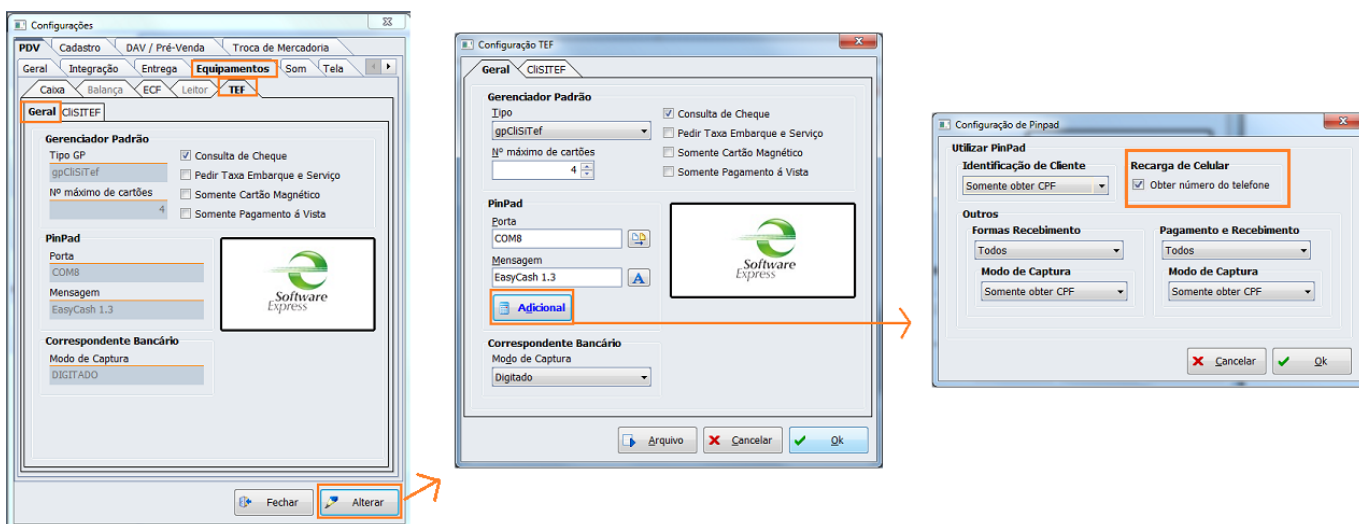 Configurações
PDV Cadastro DAV / Pré-Venda Troca de Mercadoria
Geral Integração Entrega Equipamentos Som Tela
Caixa Balança ECF Leitor TEF
Geral CliSITEF
Gerenciador Padrão
Tipo GP
gpCliSiTef
Nº máximo de cartões
4
Consulta de Cheque
Pedir Taxa Embarque e Serviço
Somente Cartão Magnético
Somente Pagamento á Vista
PinPad
Porta
COM8
Mensagem
EasyCash 1.3
Software
Express
Correspondente Bancário
Modo de Captura
DIGITADO
Fechar
Alterar
Configuração TEF
Geral CliSITEF
Gerenciador Padrão
Tipo
gpCliSiTef
Nº máximo de cartões
4
Consulta de Cheque
Pedir Taxa Embarque e Serviço
Somente Cartão Magnético
Somente Pagamento á Vista
PinPad
Porta
COM8
Mensagem
EasyCash 1.3
A
Adicional
Software
Express
Correspondente Bancário
Modo de Captura
Digitado
Arquivo
Cancelar
Ok
Configuração de Pinpad
Utilizar PinPad
Identificação de Cliente
Somente obter CPF
Recarga de Celular
Obter número do telefone
Outros
Formas Recebimento
Todos
Modo de Captura
Somente obter CPF
Pagamento e Recebimento
Todos
Modo de Captura
Somente obter CPF
Cancelar
Ok